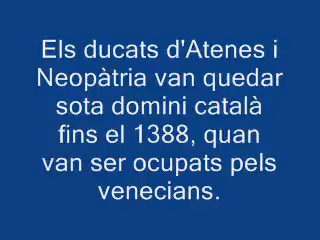 Els ducats d'Atenes i
Neopàtria van quedar
sota domini català
fins el 1388, quan
van ser ocupats pels
venecians.